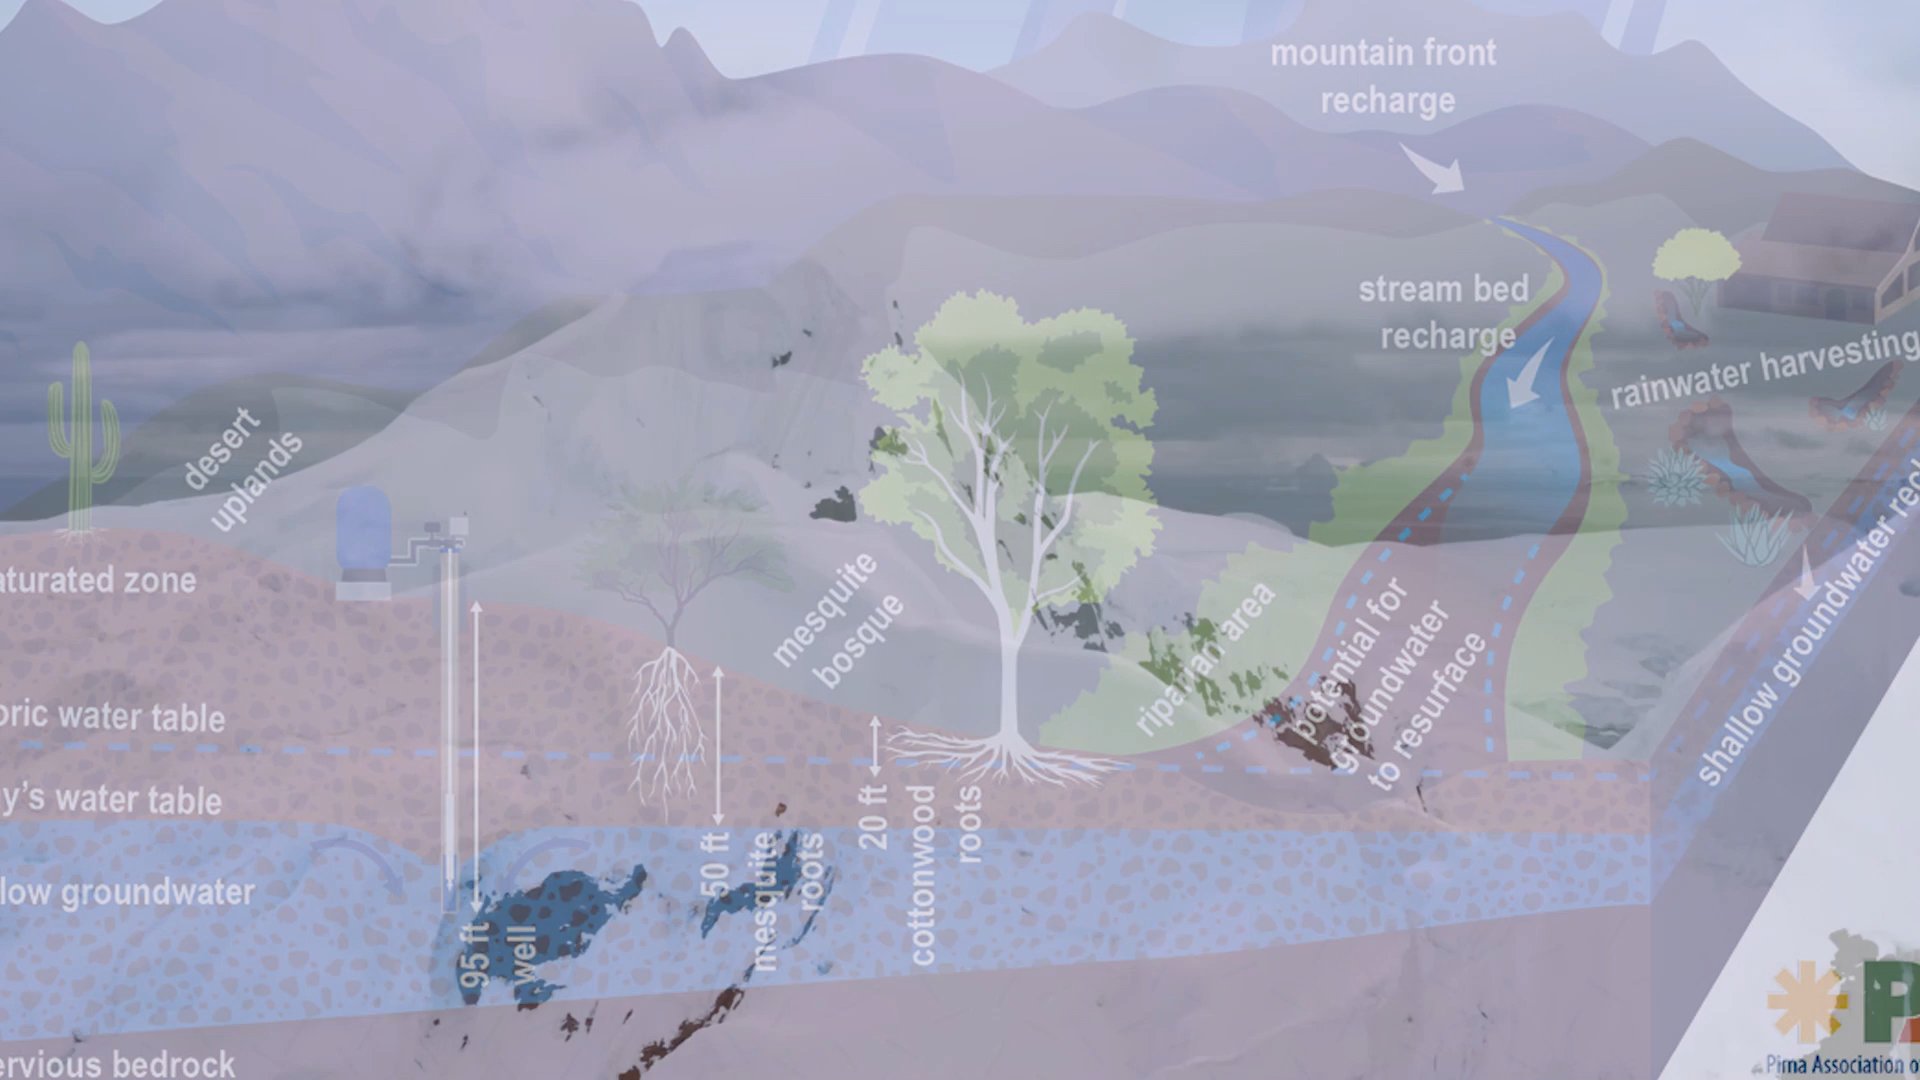 mountain front
recharge
stream bed
recharge
rainwater harvesting
desert
uplands
aturated zone
mesquite
bosque
riparian area
potential for
groundwater
to resurface
shallow groundwater rec
oric water table
y's water table
low groundwater
95 ft
well
50 ft
mesquite
roots
20 ft
cottonwood
roots
ervious bedrock
P
Pima Association o